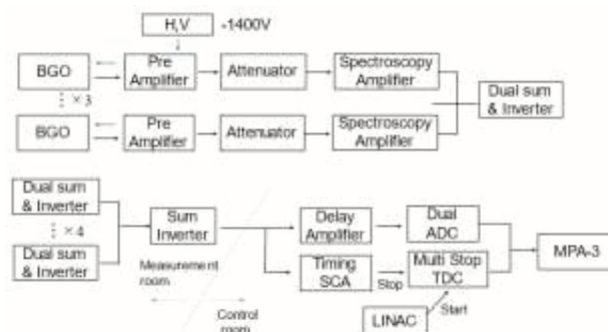 H,V -1400V
BGO
Pre
Amplifier
Attenuator
Spectroscopy
Amplifier
× 3
Dual sum
& Inverter
BGO
Pre
Amplifier
Attenuator
Spectroscopy
Amplifier
Dual sum
& Inverter
× 4
Dual sum
& Inverter
Sum
Inverter
Delay
Amplifier
Dual
ADC
Timing
SCA
Stop
Multi Stop
TDC
MPA-3
Measurement
room
Control
room
LINAC
Start